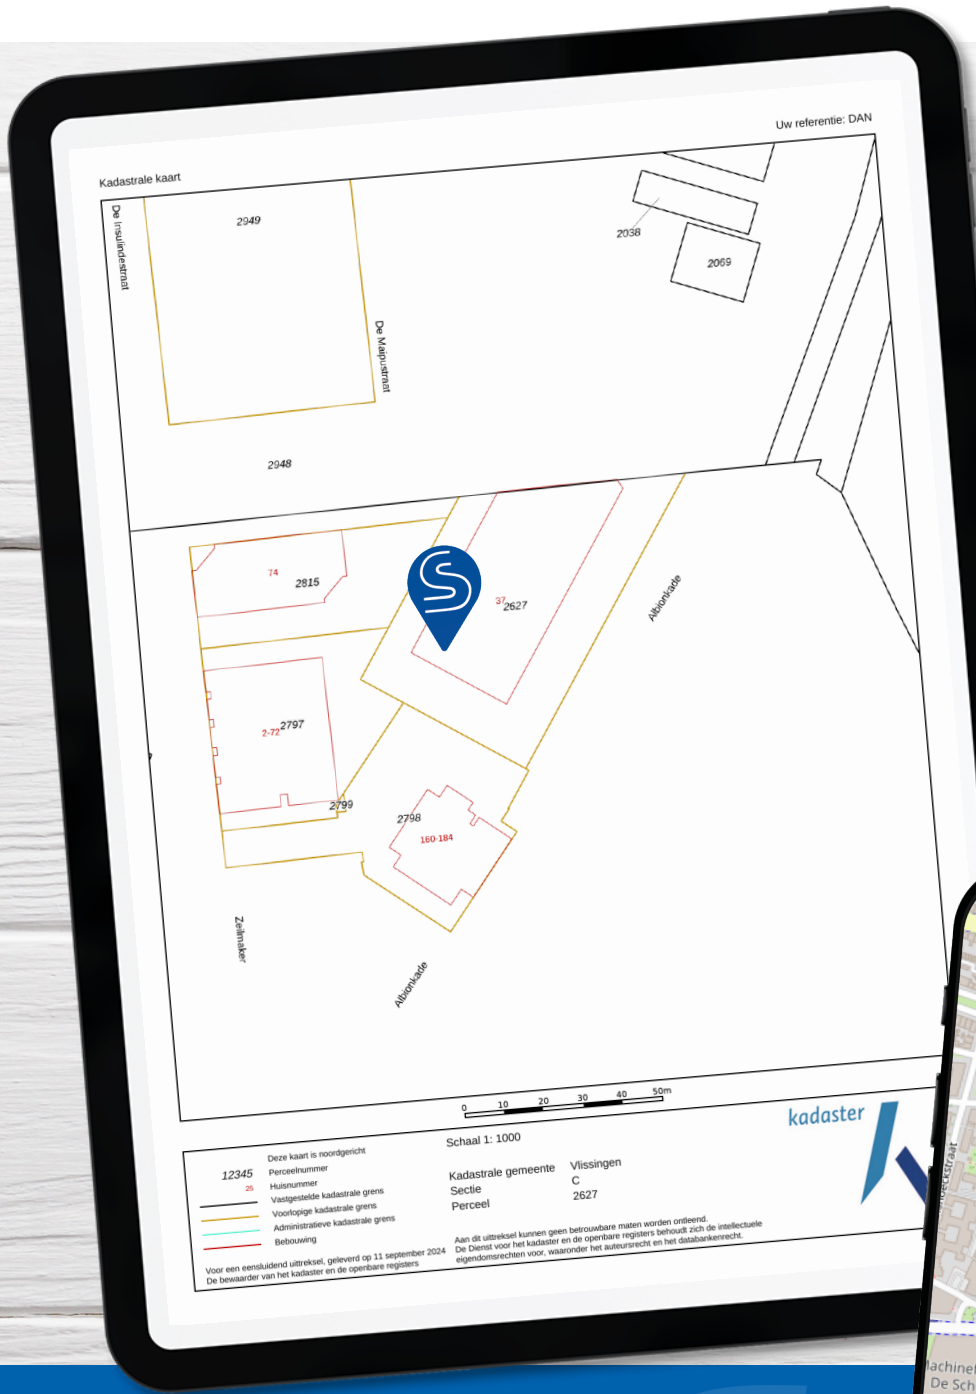 Uw referentie: DAN
Kadastrale kaart
De Insulindestraat
2949
2038
2069
De Maipustraat
2948
74
2815
37
2627
Albionkade
2-72
2797
2799
2798
160-184
Zeilmaker
Albionkade
0 10 20 30 40 50m
Schaal 1: 1000
kadaster
Deze kaart is noordgericht
12345 Perceelnummer
25 Huisnummer
Vastgestelde kadastrale grens
Voorlopige kadastrale grens
Administratieve kadastrale grens
Bebouwing
Kadastrale gemeente Vlissingen
Sectie C
Perceel 2627
Voor een eensluidend uittreksel, geleverd op 11 september 2024
De bewaarder van het kadaster en de openbare registers
Aan dit uittreksel kunnen geen betrouwbare maten worden ontleend.
De Dienst voor het kadaster en de openbare registers behoudt zich de intellectuele
eigendomsrechten voor, waaronder het auteursrecht en het databankenrecht.
De Sch